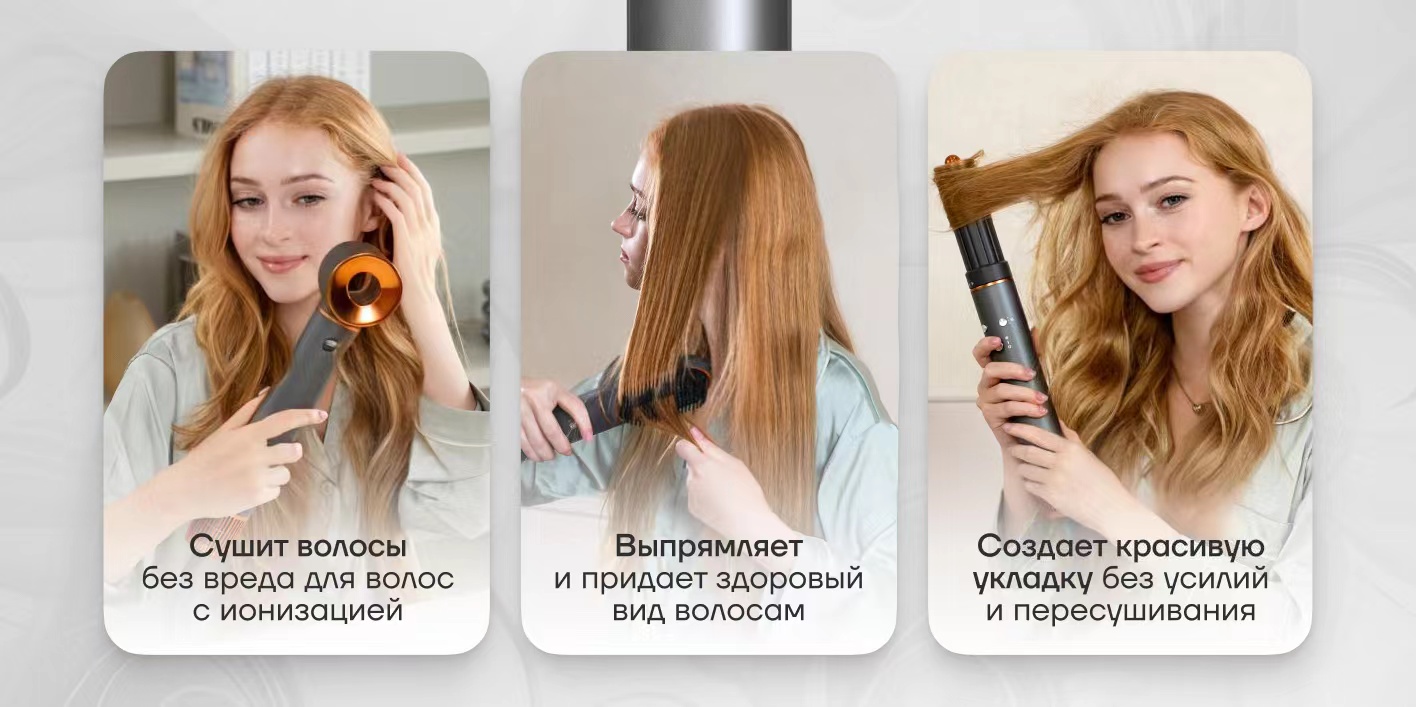 Сушит волосы
без вреда для волос
с ионизацией
Выпрямляет
и придает здоровый
вид волосам
Создает красивую
укладку без усилий
и пересушивания